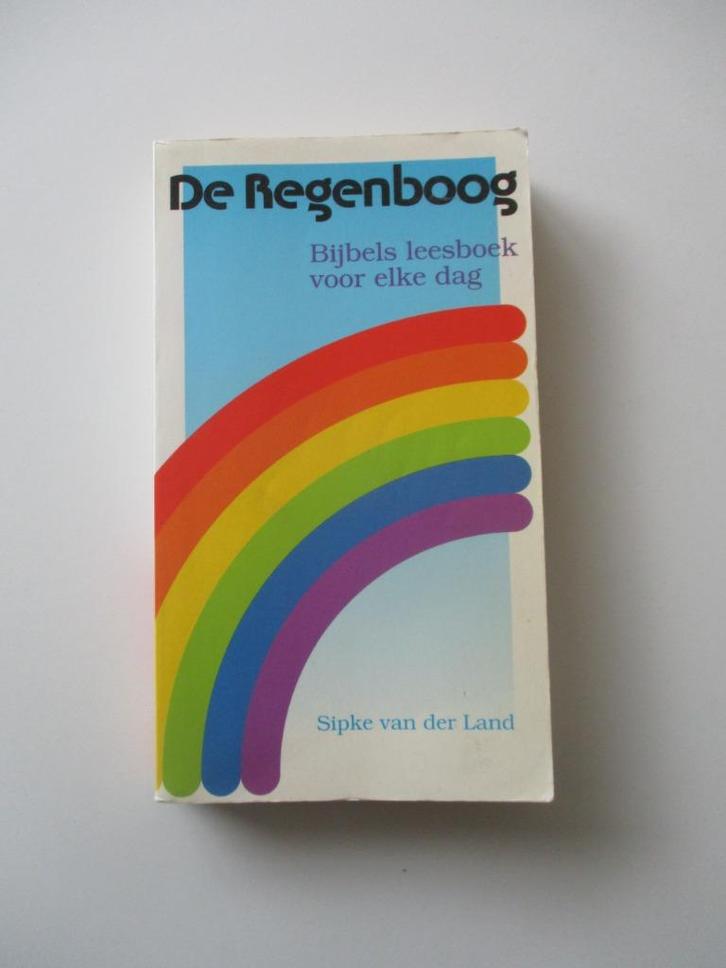 De Regenboog
Bijbels leesboek
voor elke dag
Sipke van der Land